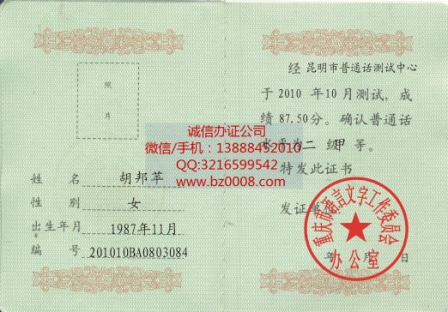 照
片
姓 名 胡邦苹
性 别 女
出生年月 1987年11月
编 号 201010BA0803084
经 昆明市普通话测试中心
于 2010 年10月测试，成
绩 87.50分。确认普通话
水平为二 级甲 等。
特发此证书
发证单位
年 月 日
重庆市语言文字工作委员会
办公室
诚信办证公司
微信/手机：13888452010
QQ:3216599542
www.bz0008.com